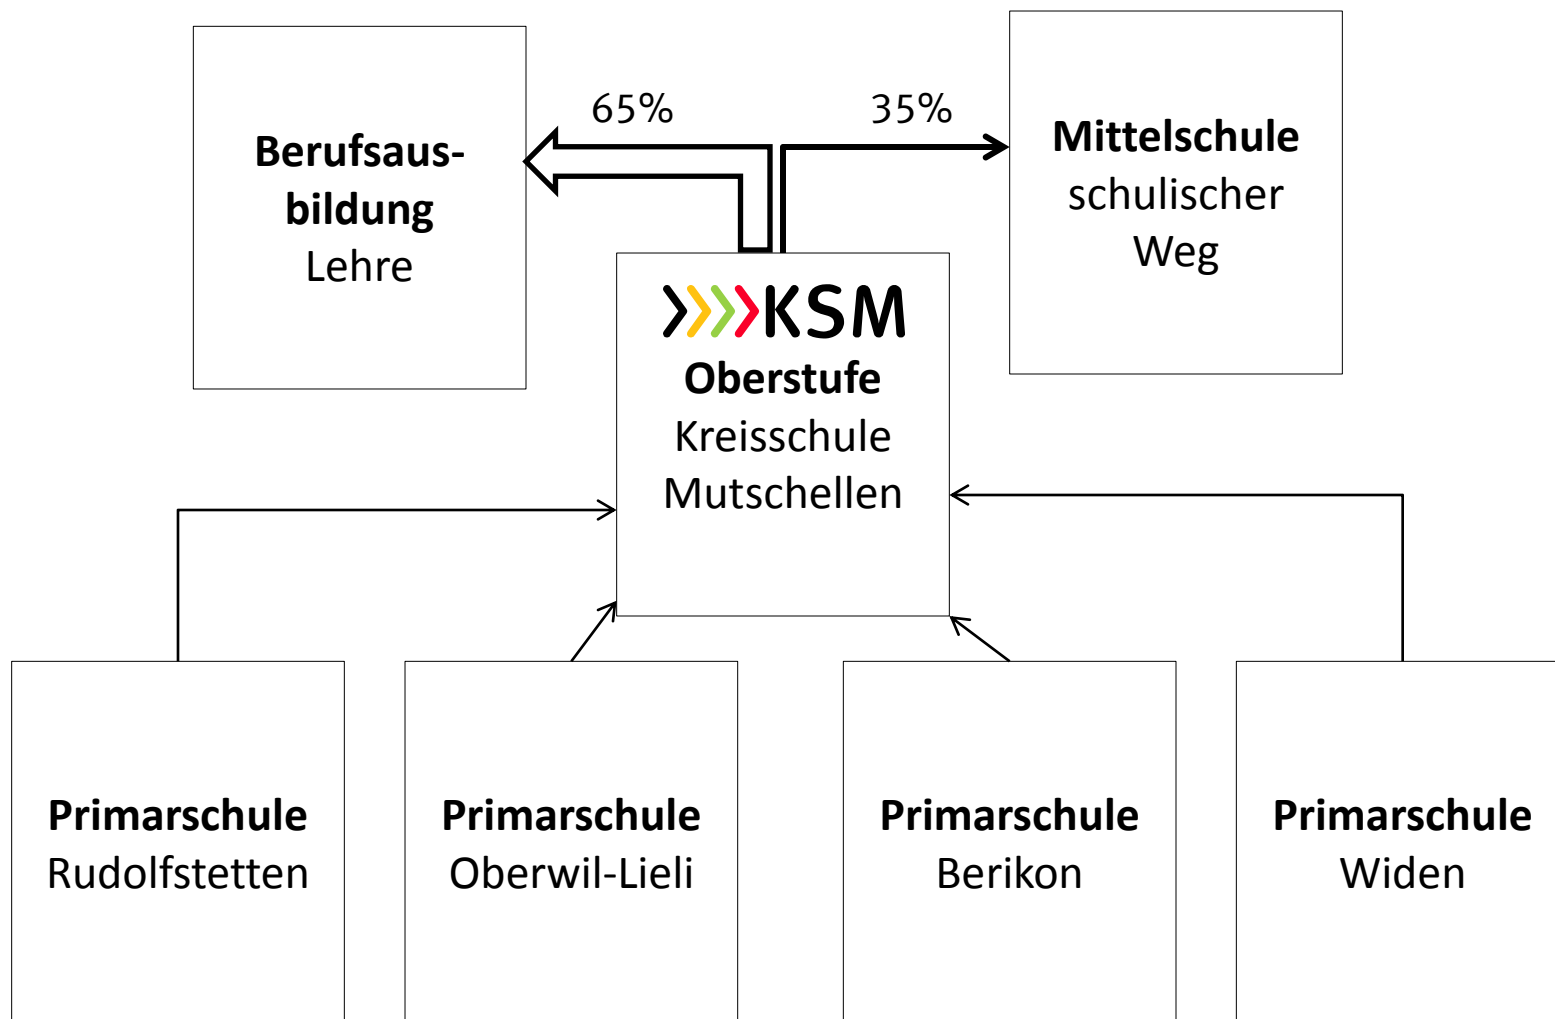 65%
35%
Berufsaus-
bildung
Lehre
Mittelschule
schulischer
Weg
KSM
Oberstufe
Kreisschule
Mutschellen
Primarschule
Rudolfstetten
Primarschule
Oberwil-Lieli
Primarschule
Berikon
Primarschule
Widen